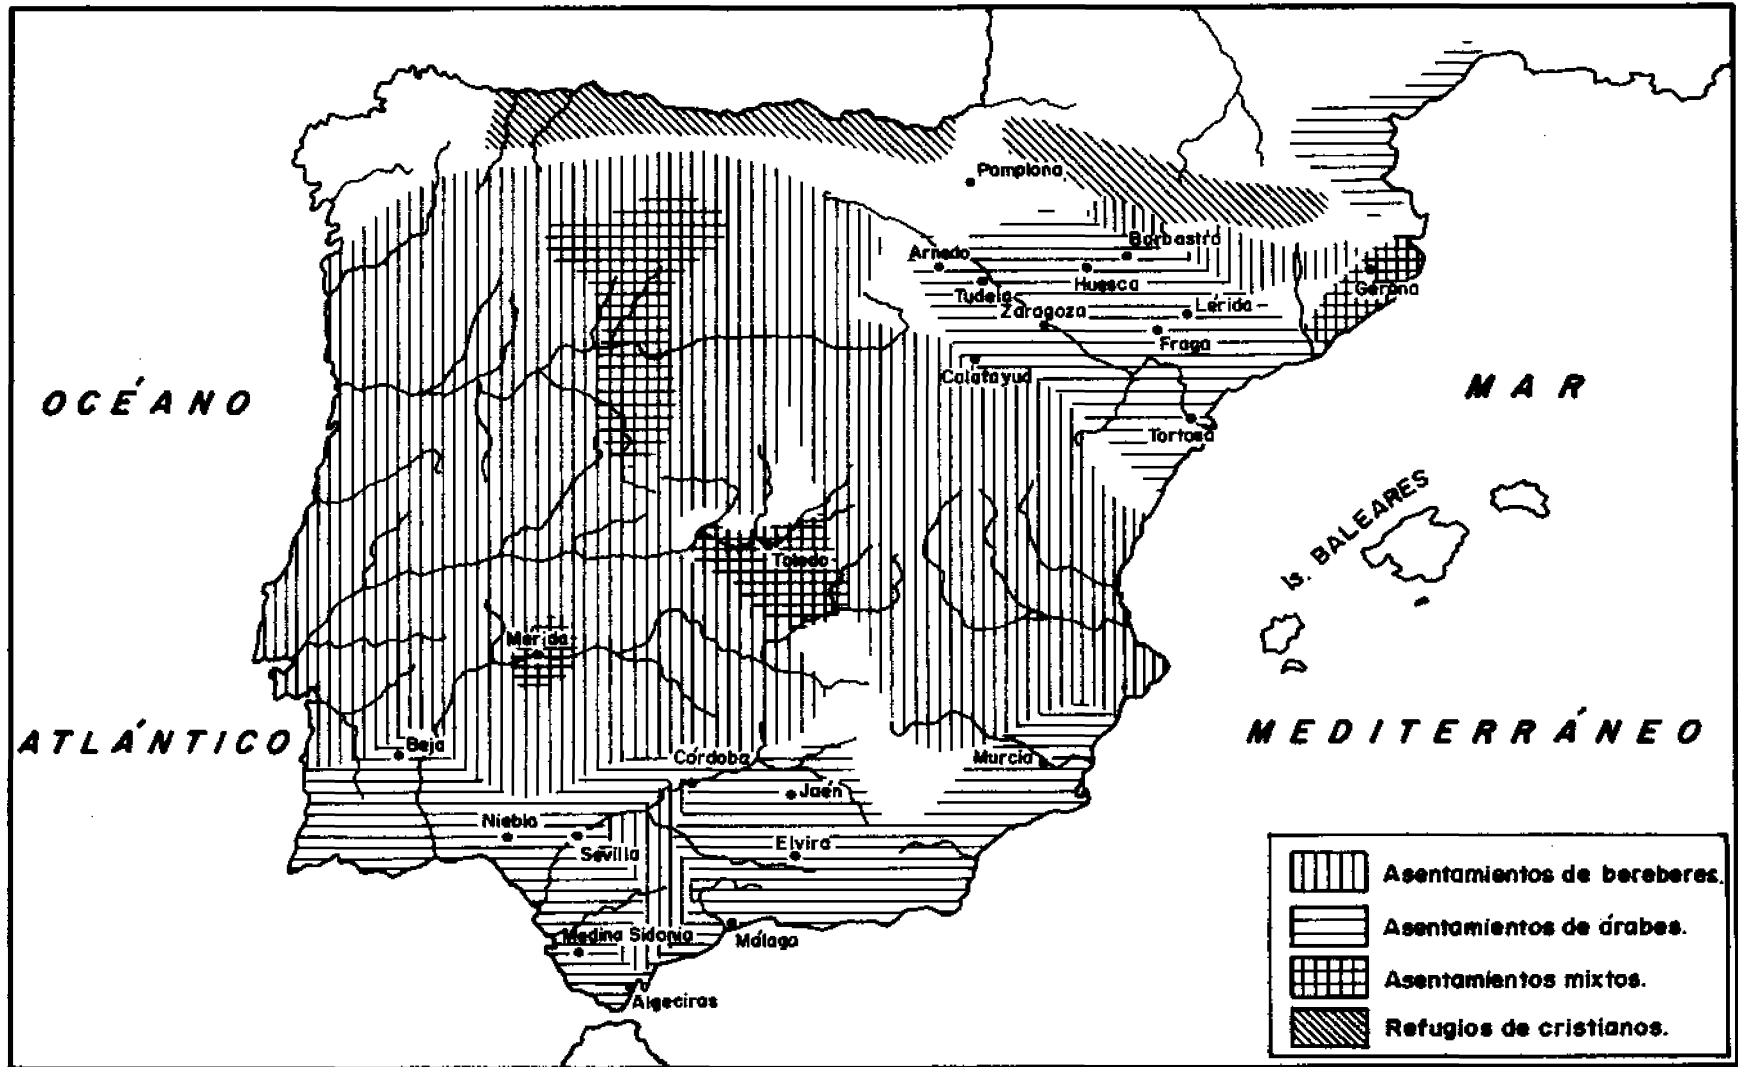 Pamplona
Barbastro
Arnedo
Huesca
Gerona
Tudela
Zaragoza
Lérida
Fraga
Calatayud
OCÉANO
MAR
Tortosa
Is. BALEARES
Toledo
Mérida
ATLÁNTICO
MEDITERRÁNEO
Beja
Córdoba
Murcia
Jaén
Niebla
Sevilla
Elvira
Medina Sidonia
Málaga
Algeciras
Asentamientos de bereberes.
Asentamientos de árabes.
Asentamientos mixtos.
Refugios de cristianos.